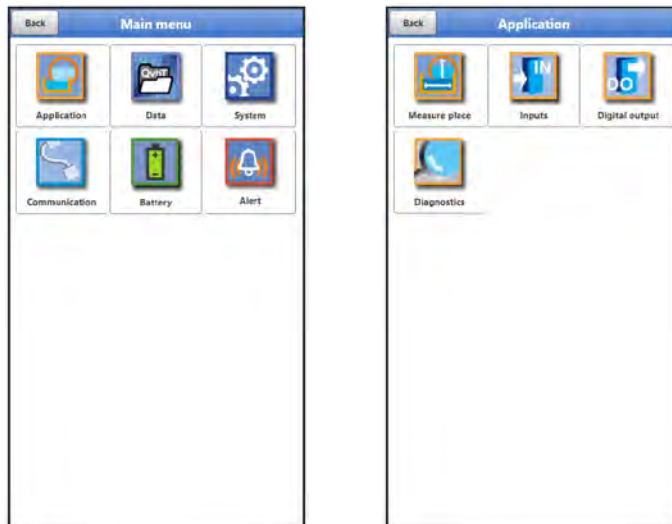 Back
Main menu
Application
QvhT
Data
System
Communication
Battery
Alert
Back
Application
Measure place
IN
Inputs
DO
Digital output
Diagnostics